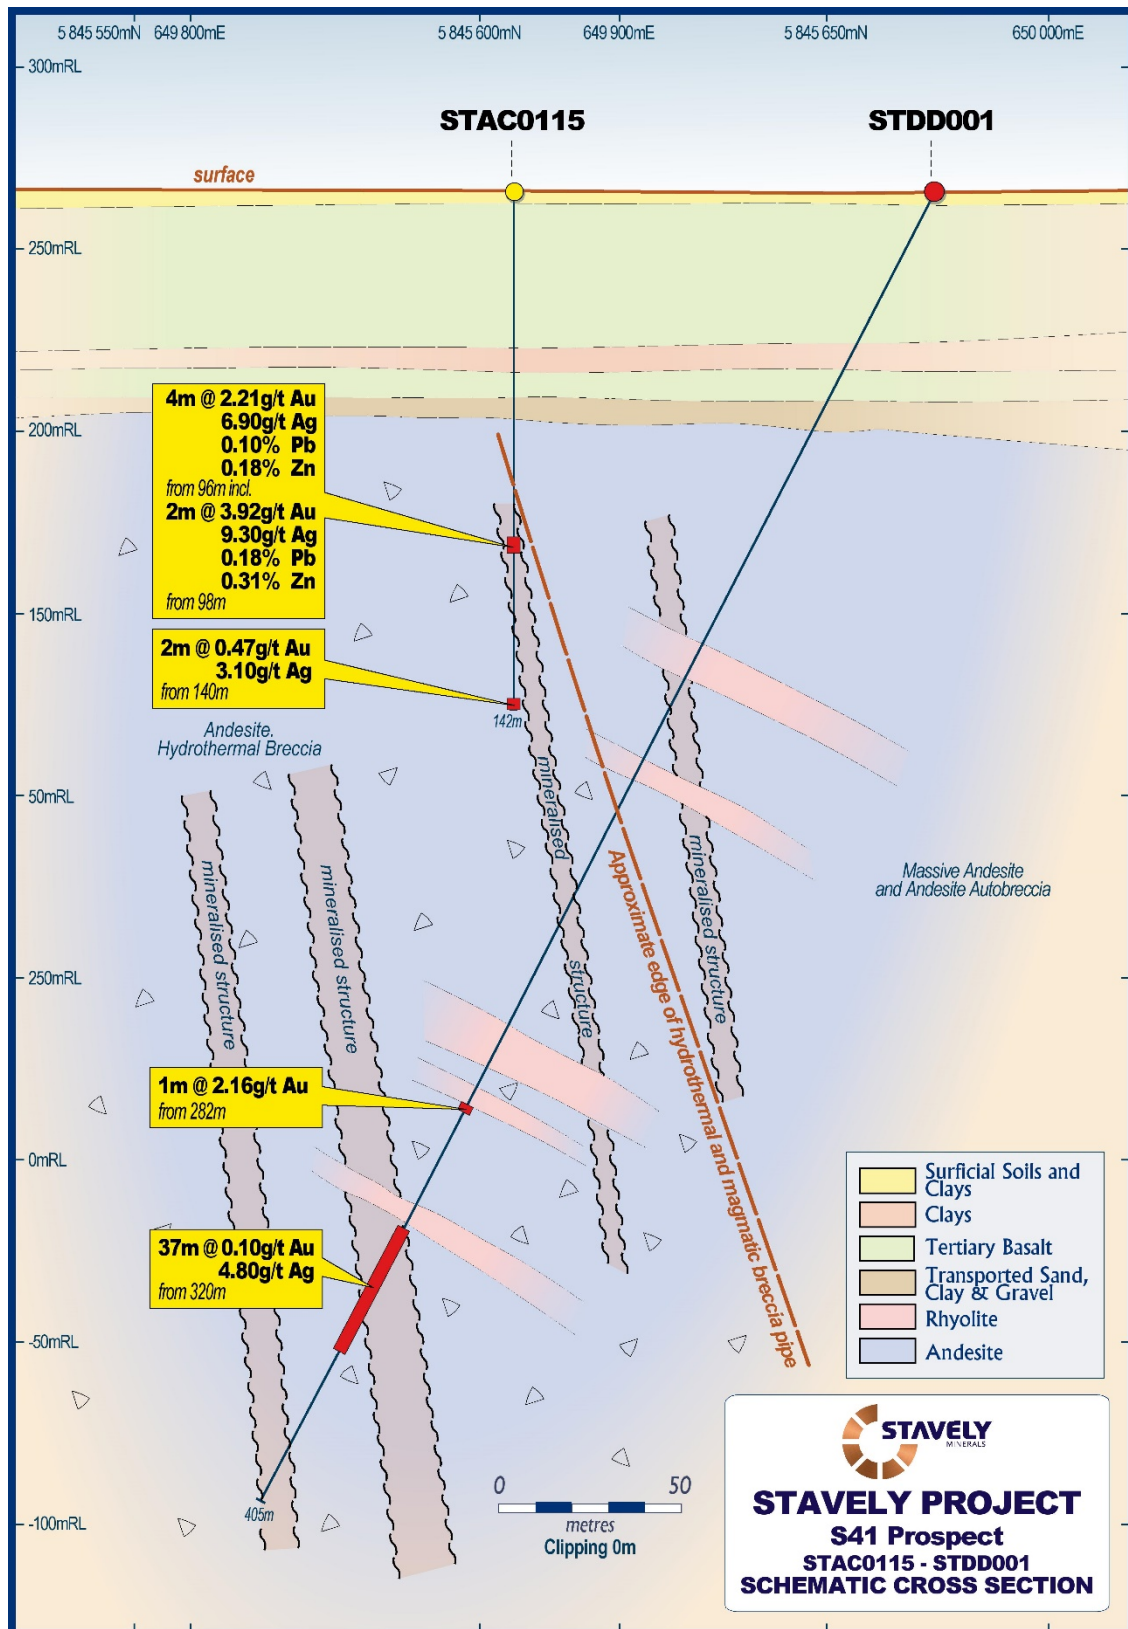 5 845 550mN 649 800mE 5 845 600mN 649 900mE 5 845 650mN 650 000mE
300mRL
STAC0115 STDD001
surface
250mRL
200mRL
4m @ 2.21g/t Au
6.90g/t Ag
0.10% Pb
0.18% Zn
from 96m incl.
2m @ 3.92g/t Au
9.30g/t Ag
0.18% Pb
0.31% Zn
from 98m
150mRL
2m @ 0.47g/t Au
3.10g/t Ag
from 140m
142m
Andesite.
Hydrothermal Breccia
50mRL
mineralised structure
mineralised structure
mineralised
structure
mineralised structure
Approximate edge of hydrothermal and magmatic breccia pipe
Massive Andesite
and Andesite Autobreccia
250mRL
1m @ 2.16g/t Au
from 282m
0mRL
37m @ 0.10g/t Au
4.80g/t Ag
from 320m
-50mRL
405m
-100mRL
Surficial Soils and
Clays
Clays
Tertiary Basalt
Transported Sand,
Clay & Gravel
Rhyolite
Andesite
0 50
metres
Clipping 0m
STAVELY
MINERALS
STAVELY PROJECT
S41 Prospect
STAC0115 - STDD001
SCHEMATIC CROSS SECTION